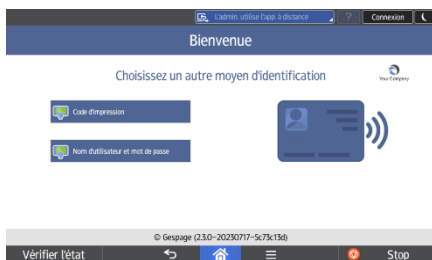 L'admin. utilise l'app. à distance
?
Connexion
Bienvenue
Choisissez un autre moyen d'identification
Your Company
Code d'impression
Nom d'utilisateur et mot de passe
© Gespage (2.3.0-20230717-5c73c13d)
Vérifier l'état
Stop